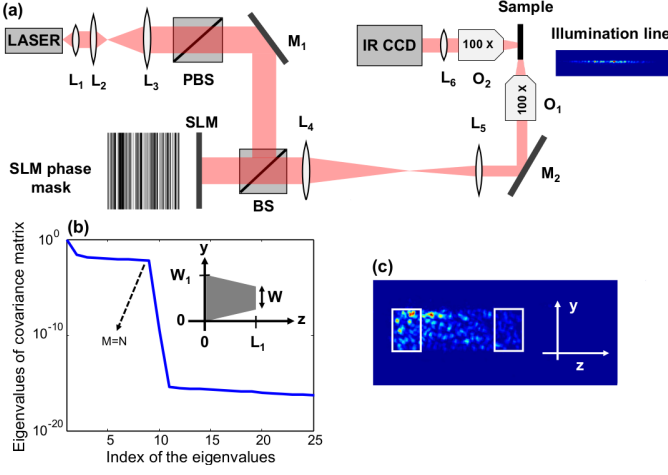 (a)
LASER
L1
L2
L3
PBS
M1
SLM
SLM phase
mask
BS
L4
L5
M2
IR CCD
L6
100 X
O2
Sample
100 X
O1
Illumination line
(b)
Eigenvalues of covariance matrix
10^0
10^-10
10^-20
5
10
15
20
25
Index of the eigenvalues
M=N
y
W1
W
0
0
L1
z
(c)
y
z